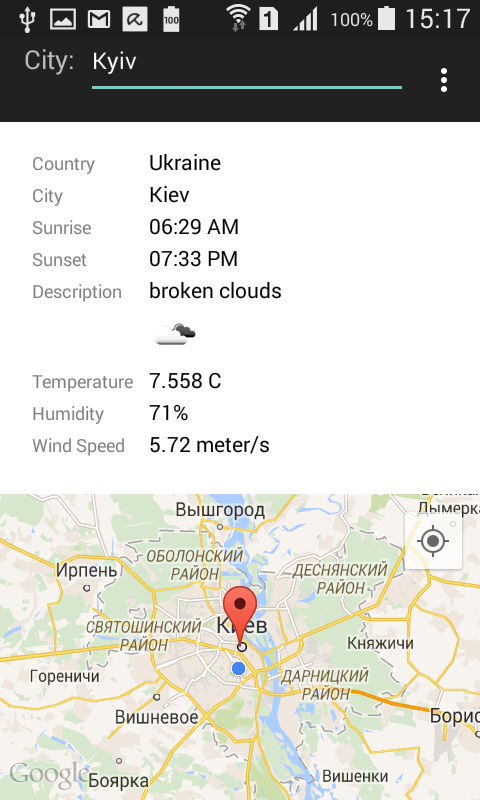 100
1
100%
15:17
City: Kyiv
Country Ukraine
City Kiev
Sunrise 06:29 AM
Sunset 07:33 PM
Description broken clouds
Temperature 7.558 C
Humidity 71%
Wind Speed 5.72 meter/s
Дымерка
Вышгород
ОБОЛОНСКИЙ
РАЙОН
Ирпень
ДЕСНЯНСКИЙ
РАЙОН
СВЯТОШИНСКИЙ
РАЙОН
Киев
Княжичи
Гореничи
ДАРНИЦКИЙ
РАЙОН
Вишневое
Борис
Google
Боярка
Вишенки